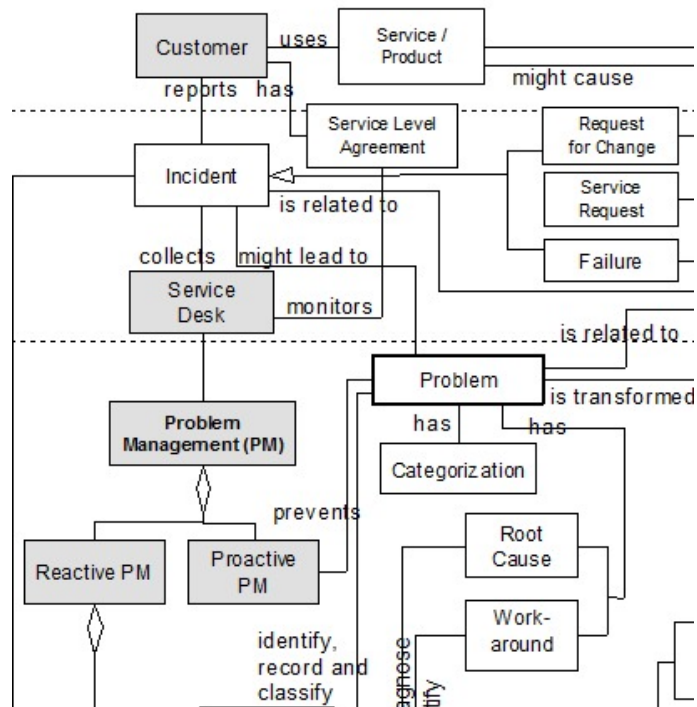 Customer
uses
Service /
Product
might cause
reports
has
Service Level
Agreement
Request
for Change
Incident
is related to
Service
Request
collects
might lead to
Failure
Service
Desk
monitors
is related to
Problem
is transformed
has
has
Problem
Management (PM)
Categorization
prevents
Reactive PM
Proactive
PM
Root
Cause
Work-
around
identify,
record and
classify